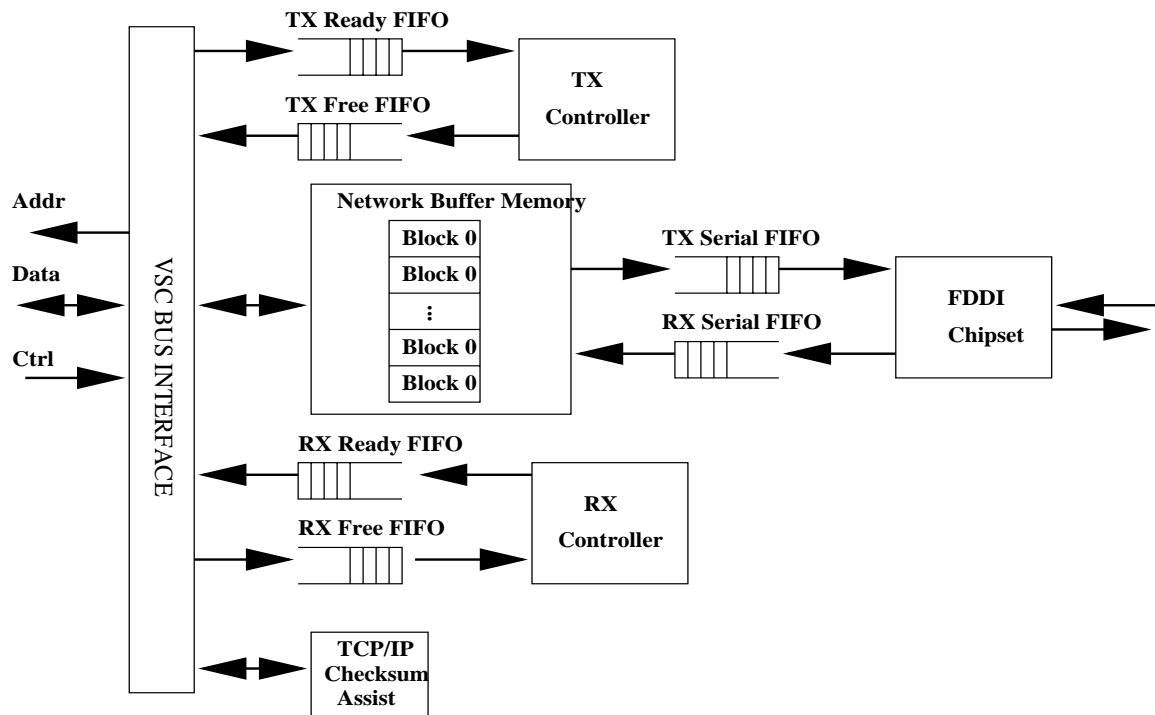 TX Ready FIFO
TX
Controller
TX Free FIFO
Addr
Data
Ctrl
VSC BUS INTERFACE
Network Buffer Memory
Block 0
Block 0
...
Block 0
Block 0
TX Serial FIFO
RX Serial FIFO
FDDI
Chipset
RX Ready FIFO
RX
Controller
RX Free FIFO
TCP/IP
Checksum
Assist